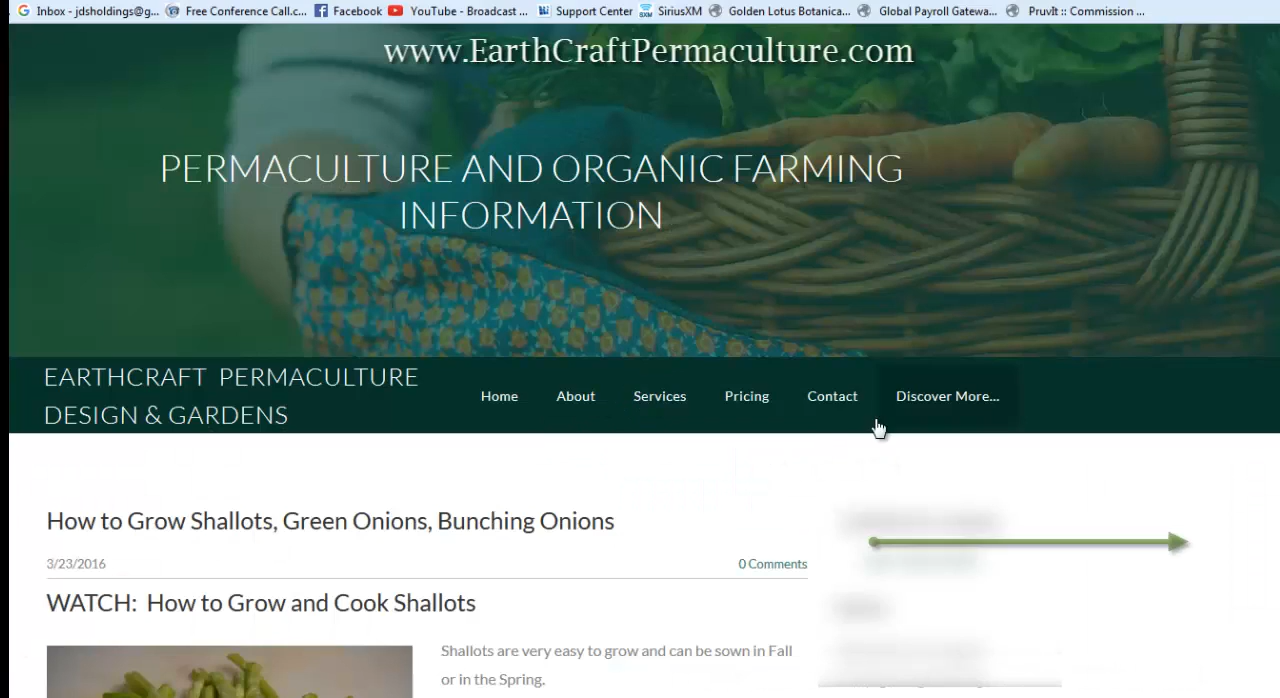 Inbox - jdsholdings@g... Free Conference Call.c... Facebook YouTube - Broadcast ... Support Center SiriusXM Golden Lotus Botanica... Global Payroll Gatewa... PruvIt :: Commission ...
www.EarthCraftPermaculture.com
PERMACULTURE AND ORGANIC FARMING
INFORMATION
EARTHCRAFT PERMACULTURE
DESIGN & GARDENS
Home About Services Pricing Contact Discover More...
How to Grow Shallots, Green Onions, Bunching Onions
3/23/2016 0 Comments
WATCH: How to Grow and Cook Shallots
Shallots are very easy to grow and can be sown in Fall
or in the Spring.